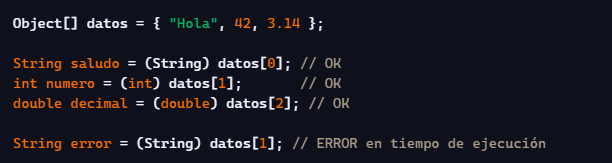 Object[] datos = { "Hola", 42, 3.14 };
String saludo = (String) datos[0]; // OK
int numero = (int) datos[1];       // OK
double decimal = (double) datos[2]; // OK
String error = (String) datos[1]; // ERROR en tiempo de ejecución